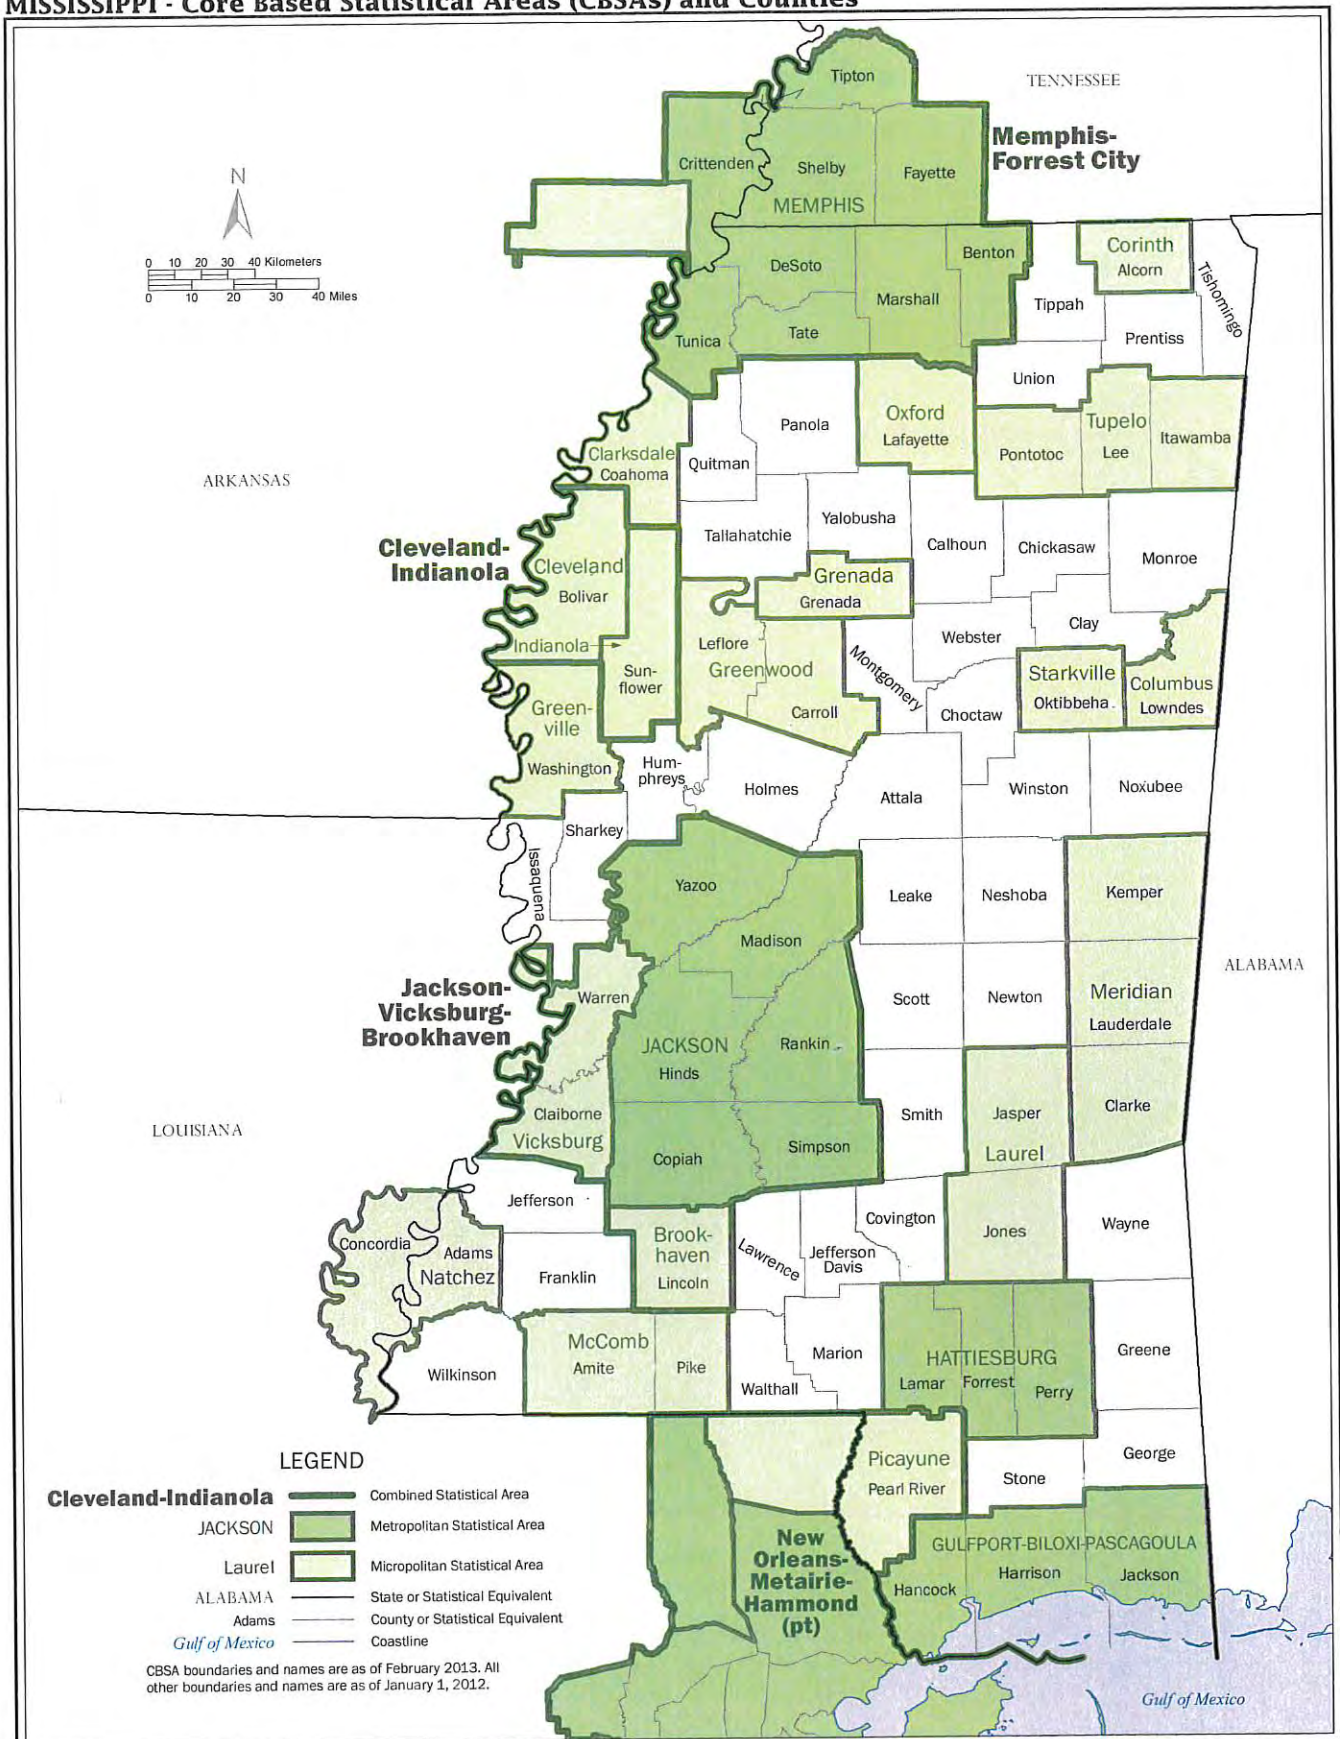 MISSISSIPPI - Core Based Statistical Areas (CBSAs) and Counties
Tipton
TENNESSEE
Memphis-
Forrest City
Crittenden
Shelby
Fayette
MEMPHIS
N
0 10 20 30 40 Kilometers
0 10 20 30 40 Miles
DeSoto
Benton
Corinth
Alcorn
Tishomingo
Marshall
Tippah
Tunica
Tate
Prentiss
Union
Panola
Oxford
Lafayette
Tupelo
Lee
Itawamba
Pontotoc
Clarksdale
Coahoma
Quitman
ARKANSAS
Tallahatchie
Yalobusha
Calhoun
Chickasaw
Monroe
Cleveland-
Indianola
Cleveland
Bolivar
Indianola
Grenada
Grenada
Clay
Webster
Leflore
Greenwood
Carroll
Montgomery
Sun-
flower
Starkville
Oktibbeha
Columbus
Lowndes
Choctaw
Green-
ville
Washington
Hum-
phreys
Holmes
Attala
Winston
Noxubee
Sharkey
Issaquena
Yazoo
Leake
Neshoba
Kemper
Madison
ALABAMA
Jackson-
Vicksburg-
Brookhaven
Warren
Scott
Newton
Meridian
Lauderdale
JACKSON
Hinds
Rankin
Claiborne
Vicksburg
Smith
Jasper
Laurel
Clarke
LOUISIANA
Copiah
Simpson
Jefferson
Covington
Jones
Wayne
Concordia
Adams
Natchez
Franklin
Brook-
haven
Lincoln
Lawrence
Jefferson
Davis
McComb
Amite
Pike
Wilkinson
Walthall
Marion
HATTIESBURG
Lamar
Forrest
Perry
Greene
Picayune
Pearl River
Stone
George
New
Orleans-
Metairie-
Hammond
(pt)
GULFPORT-BILOXI-PASCAGOULA
Hancock
Harrison
Jackson
Gulf of Mexico
LEGEND
Cleveland-Indianola Combined Statistical Area
JACKSON Metropolitan Statistical Area
Laurel Micropolitan Statistical Area
ALABAMA State or Statistical Equivalent
Adams County or Statistical Equivalent
Gulf of Mexico Coastline
CBSA boundaries and names are as of February 2013. All
other boundaries and names are as of January 1, 2012.